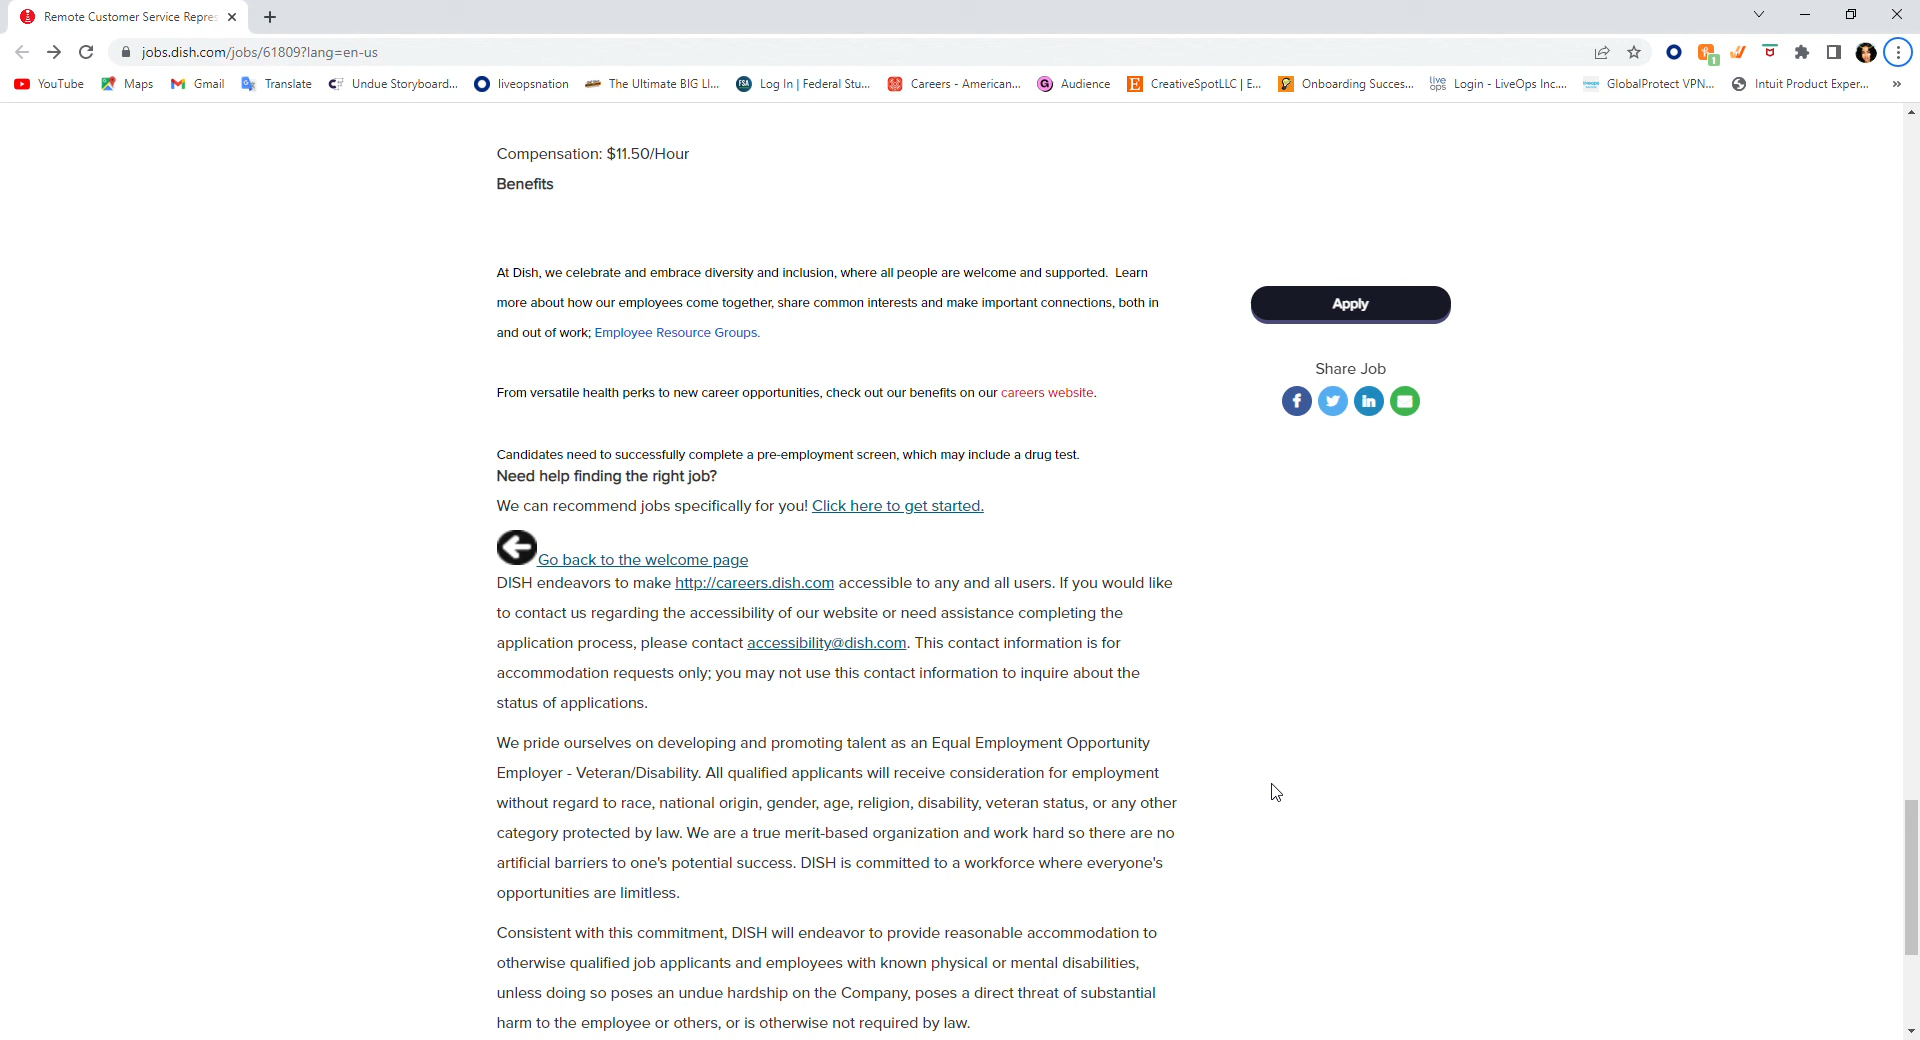 Remote Customer Service Repres
jobs.dish.com/jobs/61809?lang=en-us
1
YouTube
Maps
Gmail
Translate
Undue Storyboard...
liveopsnation
The Ultimate BIG LI...
FSA
Log In | Federal Stu...
Careers - American...
G
Audience
E
CreativeSpotLLC | E...
Onboarding Succes...
live
ops
Login - LiveOps Inc....
GlobalProtect VPN...
Intuit Product Exper...
»
Compensation: $11.50/Hour
Benefits
At Dish, we celebrate and embrace diversity and inclusion, where all people are welcome and supported. Learn
more about how our employees come together, share common interests and make important connections, both in
and out of work; Employee Resource Groups.
Apply
Share Job
From versatile health perks to new career opportunities, check out our benefits on our careers website.
Candidates need to successfully complete a pre-employment screen, which may include a drug test.
Need help finding the right job?
We can recommend jobs specifically for you! Click here to get started.
Go back to the welcome page
DISH endeavors to make http://careers.dish.com accessible to any and all users. If you would like
to contact us regarding the accessibility of our website or need assistance completing the
application process, please contact accessibility@dish.com. This contact information is for
accommodation requests only; you may not use this contact information to inquire about the
status of applications.
We pride ourselves on developing and promoting talent as an Equal Employment Opportunity
Employer - Veteran/Disability. All qualified applicants will receive consideration for employment
without regard to race, national origin, gender, age, religion, disability, veteran status, or any other
category protected by law. We are a true merit-based organization and work hard so there are no
artificial barriers to one's potential success. DISH is committed to a workforce where everyone's
opportunities are limitless.
Consistent with this commitment, DISH will endeavor to provide reasonable accommodation to
otherwise qualified job applicants and employees with known physical or mental disabilities,
unless doing so poses an undue hardship on the Company, poses a direct threat of substantial
harm to the employee or others, or is otherwise not required by law.